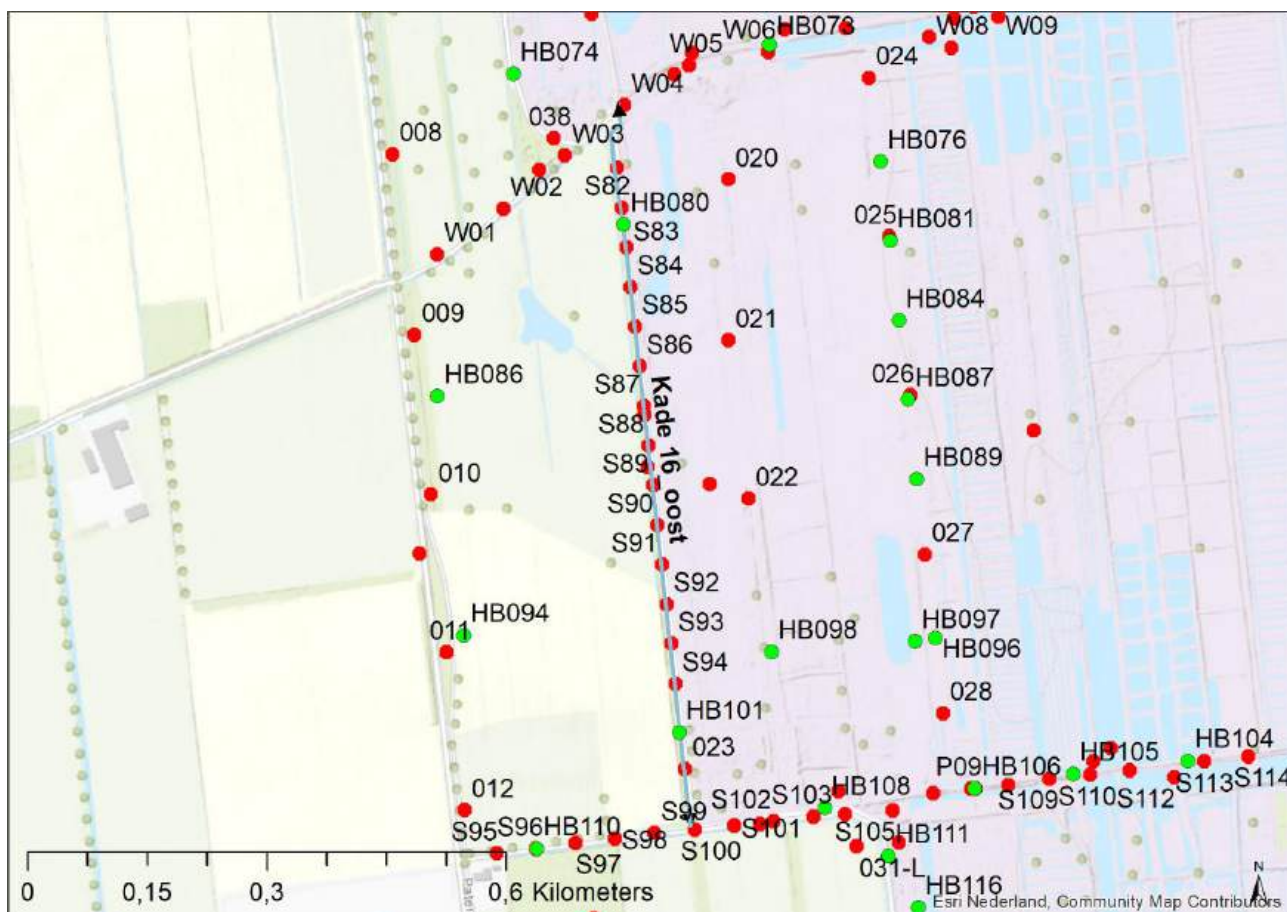 HB073
W06
W08
W09
HB074
W05
024
W04
038
008
W03
HB076
S82
020
W02
HB080
025
HB081
W01
S83
S84
S85
HB084
009
021
S86
HB086
S87
026
HB087
Kade 16_oost
S88
S89
HB089
010
022
S90
S91
027
S92
HB094
011
S93
HB098
HB097
HB096
S94
028
HB101
023
HB105
HB104
P09
HB106
HB108
012
S99
S102
S103
S109
S110
S112
S113
S114
S95
S96
HB110
S98
S101
S105
HB111
S97
S100
031-L
0
0,15
0,3
0,6
Kilometers
HB116
N
Esri Nederland, Community Map Contributors